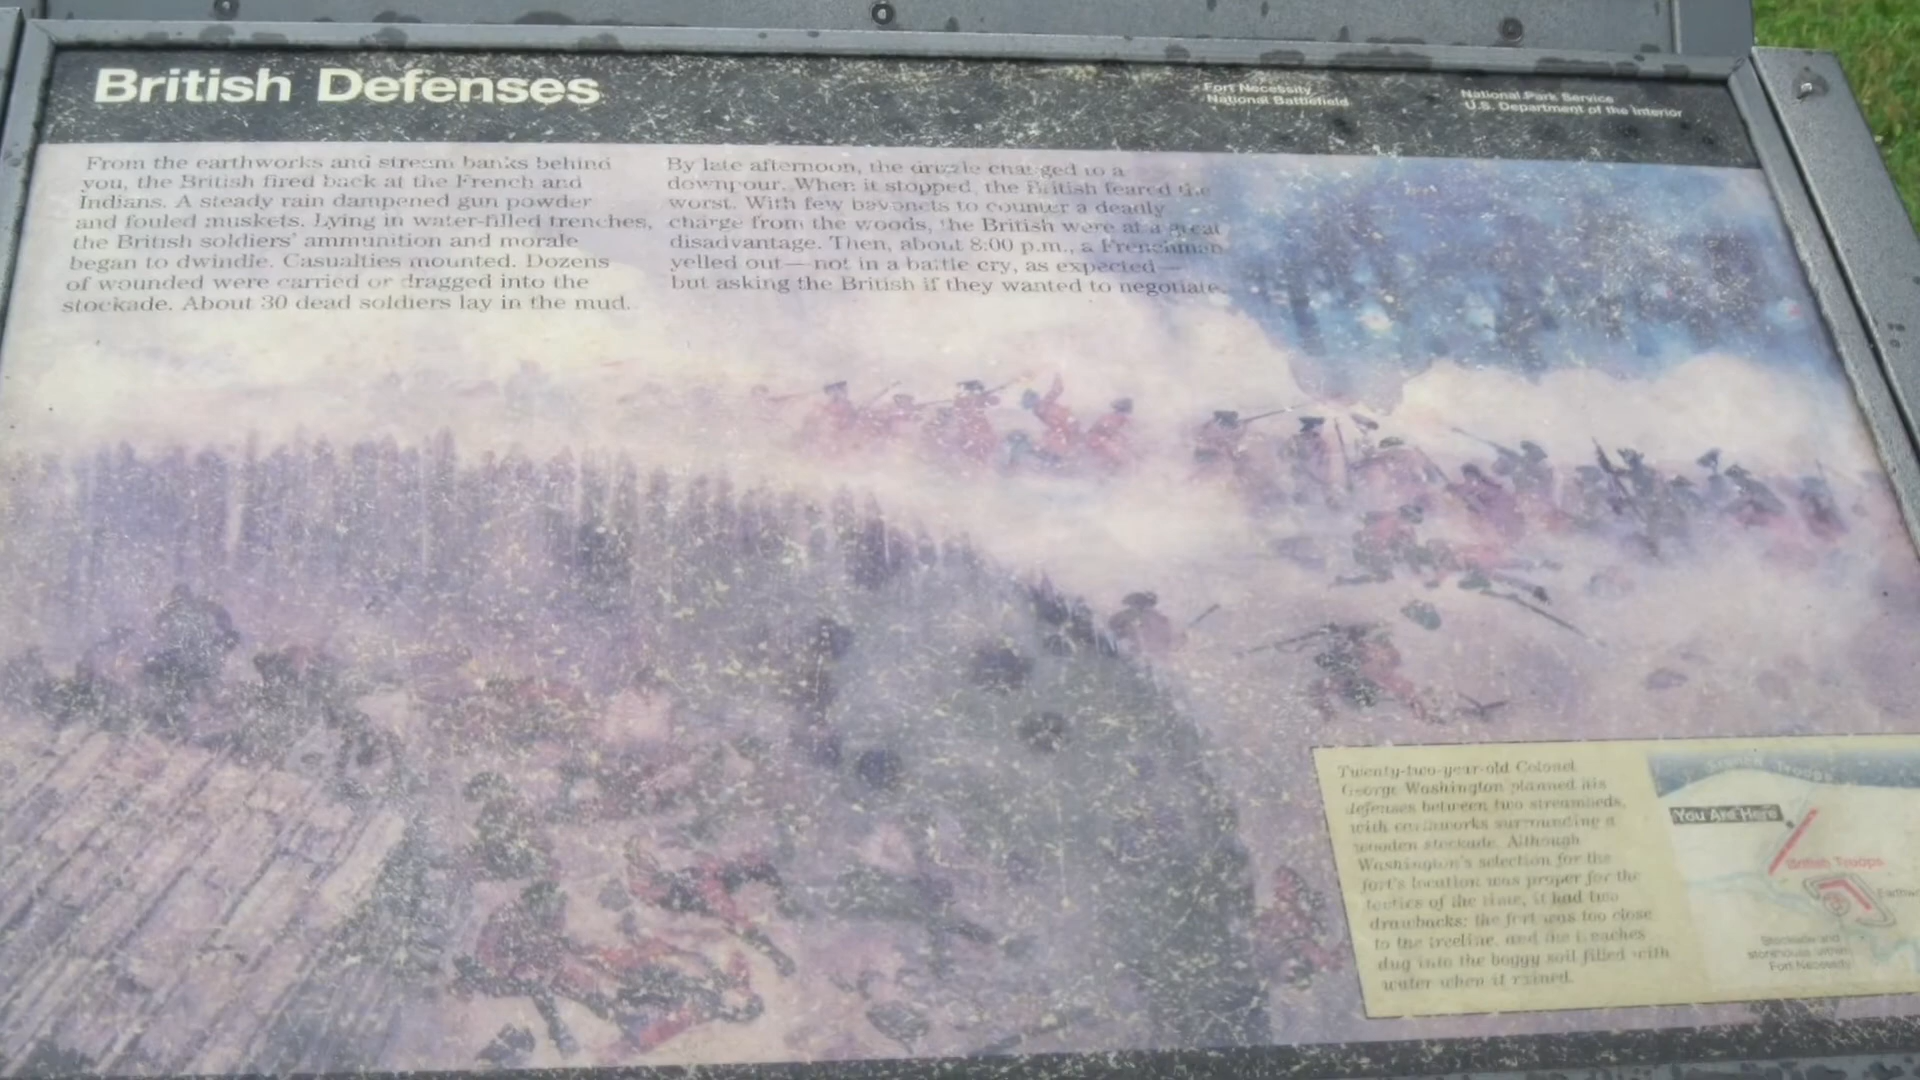 British Defenses
Fort Necessity
National Battlefield
National Park Service
U.S. Department of the Interior
From the earthworks and stream banks behind
you, the British fired back at the French and
Indians. A steady rain dampened gun powder
and fouled muskets. Lying in water-filled trenches,
the British soldiers' ammunition and morale
began to dwindle. Casualties mounted. Dozens
of wounded were carried or dragged into the
stockade. About 30 dead soldiers lay in the mud.
By late afternoon, the drizzle changed to a
downpour. When it stopped, the British feared the
worst. With few bayonets to counter a deadly
charge from the woods, the British were at a great
disadvantage. Then, about 8:00 p.m., a Frenchman
yelled out—not in a battle cry, as expected—
but asking the British if they wanted to negotiate.
Twenty-two-year-old Colonel
George Washington planned his
defenses between two streambeds,
with earthworks surrounding a
wooden stockade. Although
Washington's selection for the
fort's location was proper for the
tactics of the time, it had two
drawbacks: the fort was too close
to the treeline, and the trenches
dug into the boggy soil filled with
water when it rained.
French Troops
You Are Here
British Troops
Stockade and
storehouse within
Fort Necessity